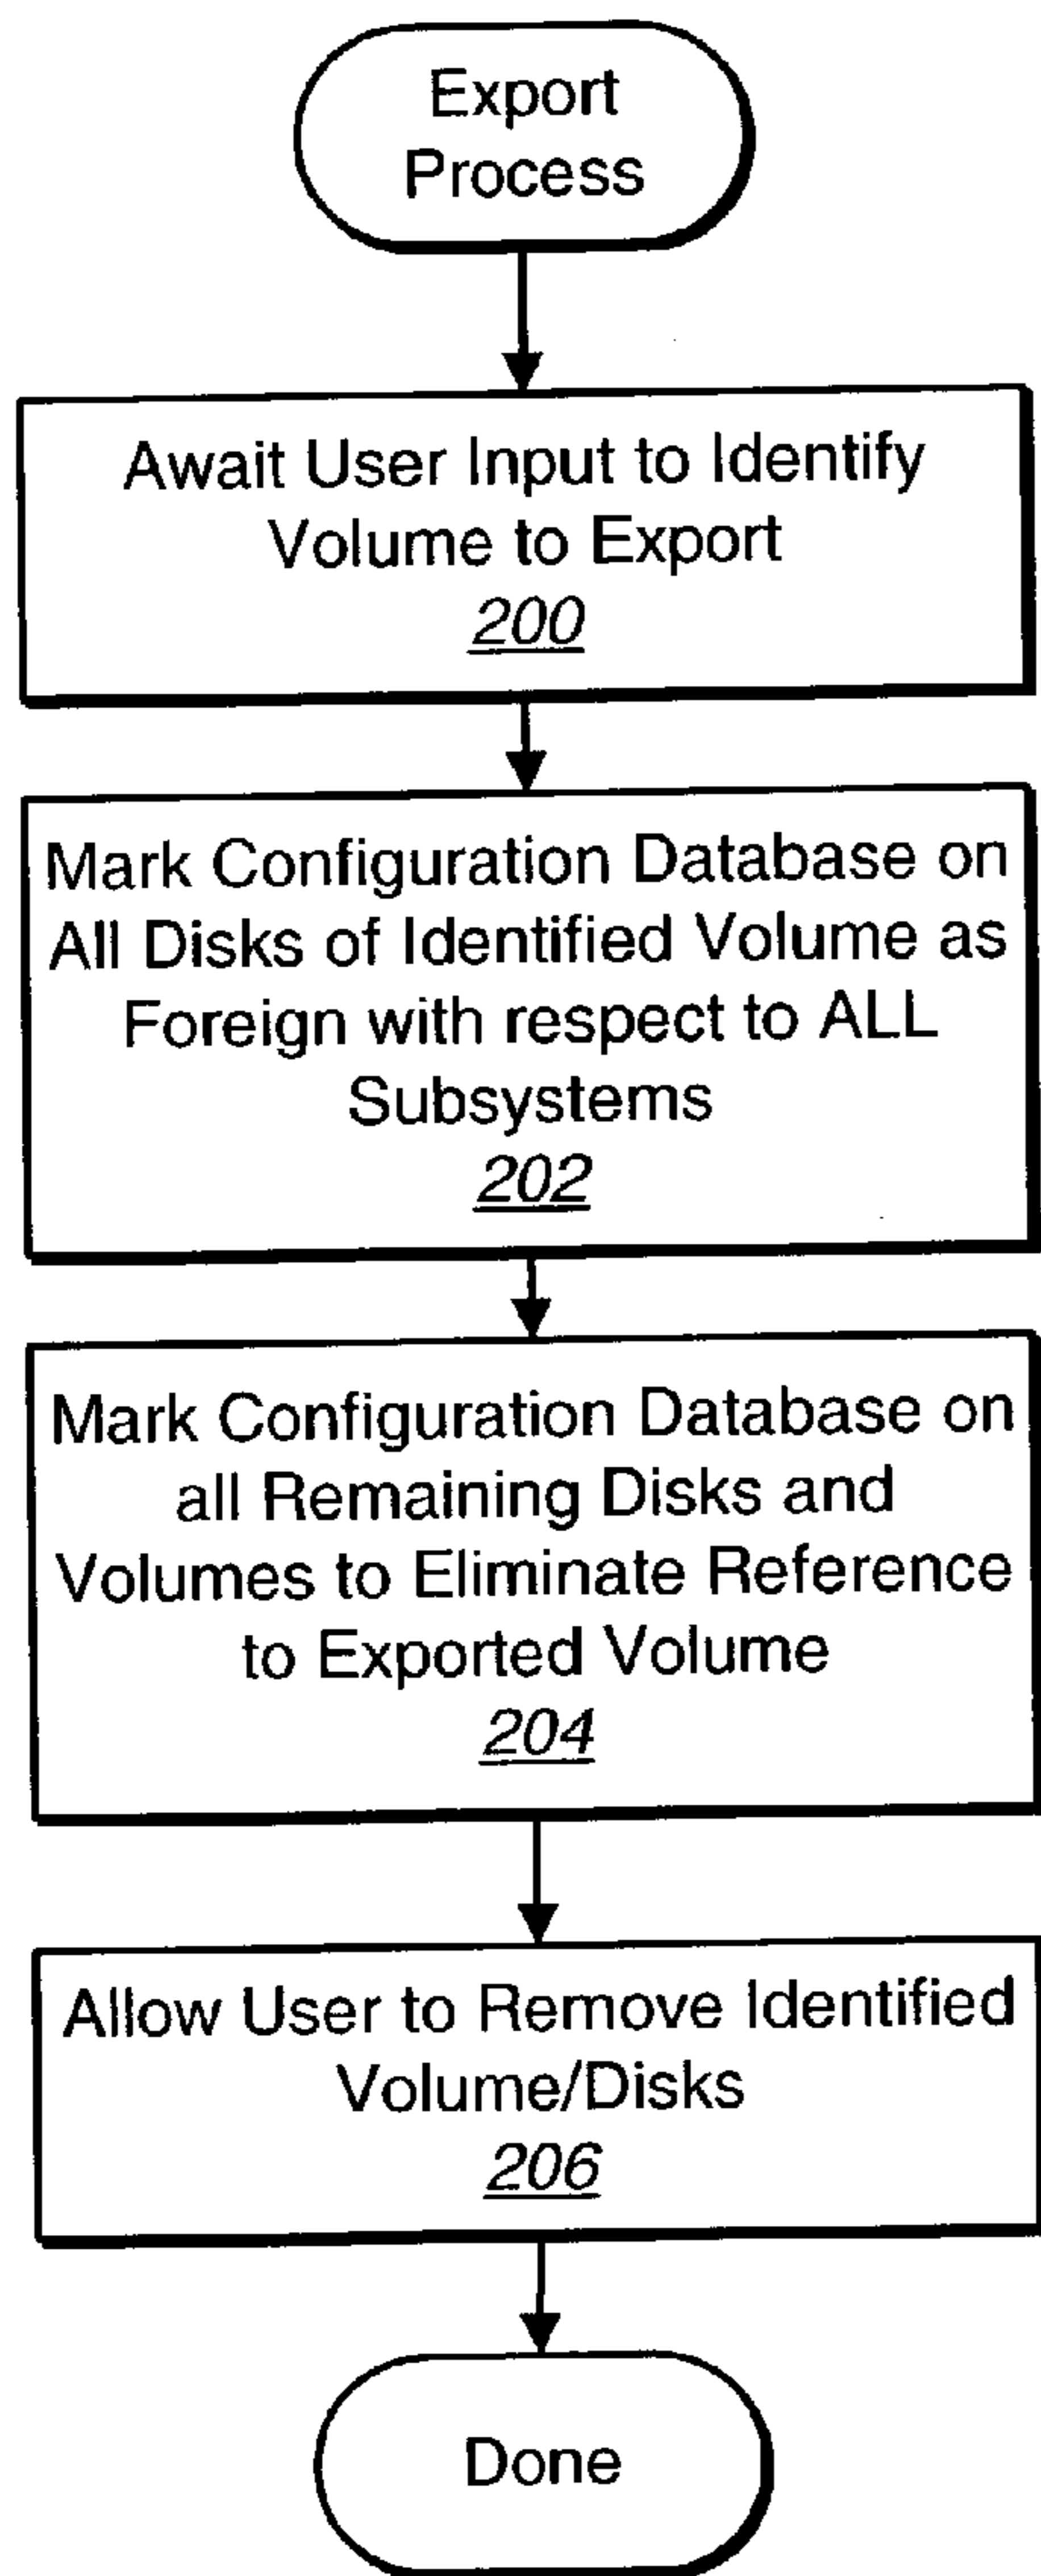 Export
Process
Await User Input to Identify
Volume to Export
200
Mark Configuration Database on
All Disks of Identified Volume as
Foreign with respect to ALL
Subsystems
202
Mark Configuration Database on
all Remaining Disks and
Volumes to Eliminate Reference
to Exported Volume
204
Allow User to Remove Identified
Volume/Disks
206
Done